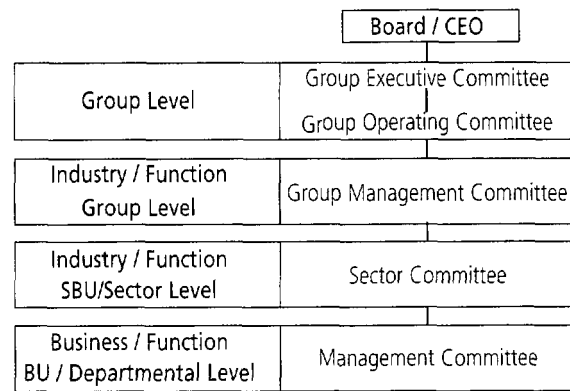 Board / CEO
Group Level
Group Executive Committee
Group Operating Committee
Industry / Function
Group Level
Group Management Committee
Industry / Function
SBU/Sector Level
Sector Committee
Business / Function
BU / Departmental Level
Management Committee